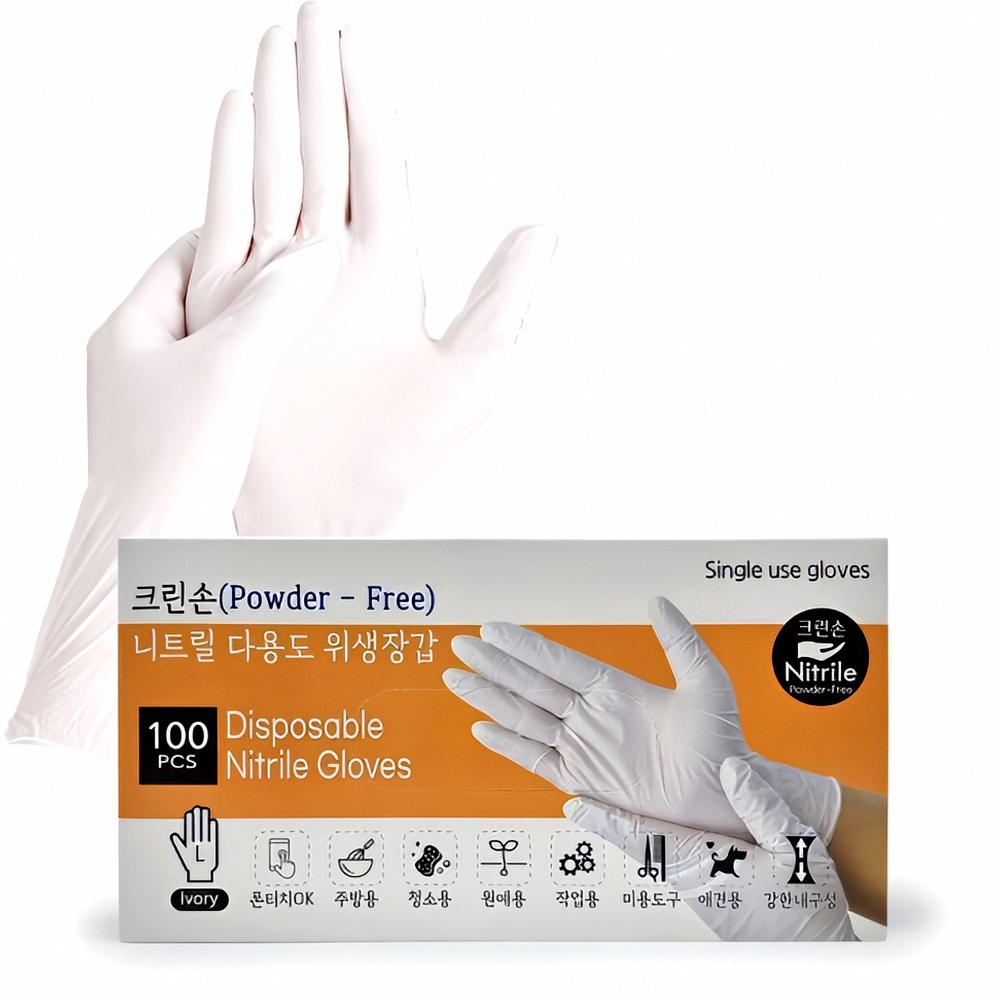 Single use gloves
크린손(Powder - Free)
니트릴 다용도 위생장갑
크린손
Nitrile
Powder-Free
100
PCS
Disposable
Nitrile Gloves
L
Ivory
폰터치OK
주방용
청소용
원예용
작업용
미용도구
애견용
강한내구성